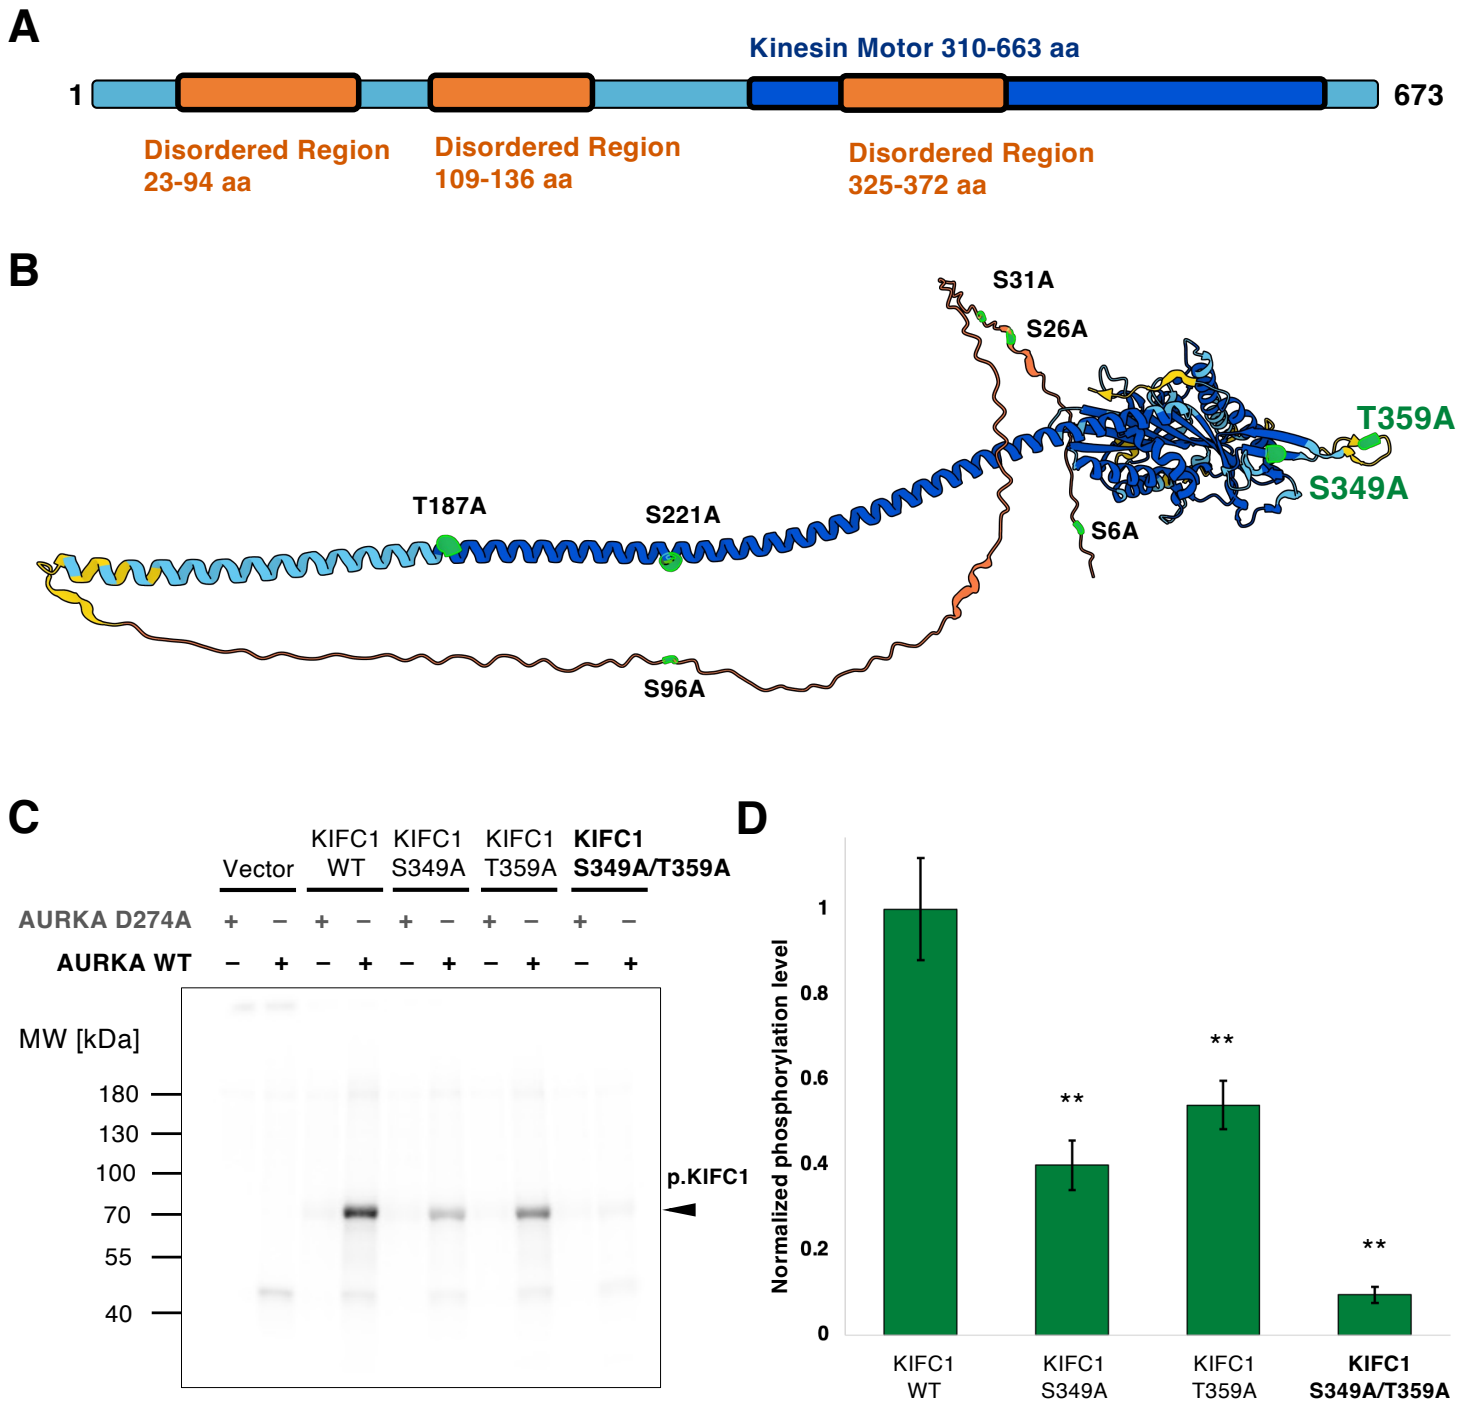 A
Kinesin Motor 310-663 aa
1
673
Disordered Region
23-94 aa
Disordered Region
109-136 aa
Disordered Region
325-372 aa
B
S31A
S26A
T359A
S349A
S6A
T187A
S221A
S96A
C
Vector
KIFC1
WT
KIFC1
S349A
KIFC1
T359A
KIFC1
S349A/T359A
AURKA D274A + – + – + – + – + –
AURKA WT – + – + – + – + – +
MW [kDa]
180
130
100
70
55
40
p.KIFC1
D
Normalized phosphorylation level
1
0.8
0.6
0.4
0.2
0
**
**
**
KIFC1
WT
KIFC1
S349A
KIFC1
T359A
KIFC1
S349A/T359A